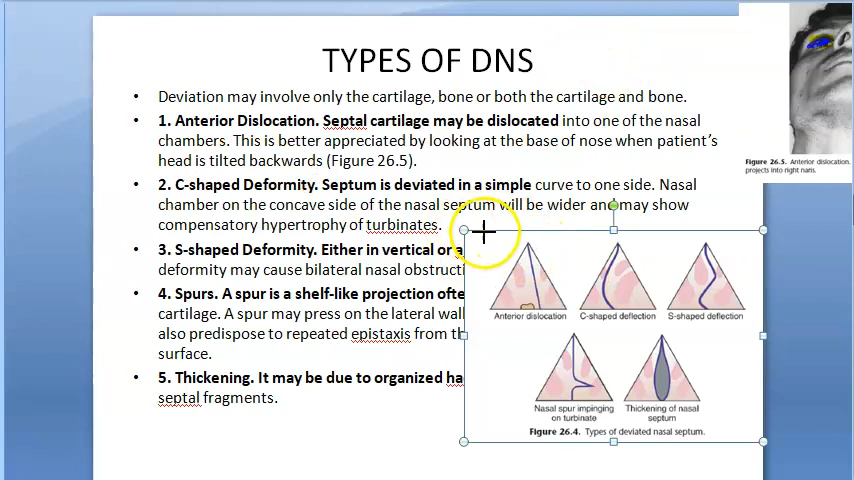 TYPES OF DNS
• Deviation may involve only the cartilage, bone or both the cartilage and bone.
• 1. Anterior Dislocation. Septal cartilage may be dislocated into one of the nasal
chambers. This is better appreciated by looking at the base of nose when patient’s
head is tilted backwards (Figure 26.5).
• 2. C-shaped Deformity. Septum is deviated in a simple curve to one side. Nasal
chamber on the concave side of the nasal septum will be wider and may show
compensatory hypertrophy of turbinates.
• 3. S-shaped Deformity. Either in vertical or a
deformity may cause bilateral nasal obstructi
• 4. Spurs. A spur is a shelf-like projection ofte
cartilage. A spur may press on the lateral wall
also predispose to repeated epistaxis from th
surface.
• 5. Thickening. It may be due to organized ha
septal fragments.
Figure 26.5. Anterior dislocation.
projects into right naris.
Anterior dislocation C-shaped deflection S-shaped deflection
Nasal spur impinging
on turbinate
Thickening of nasal
septum
Figure 26.4. Types of deviated nasal septum.